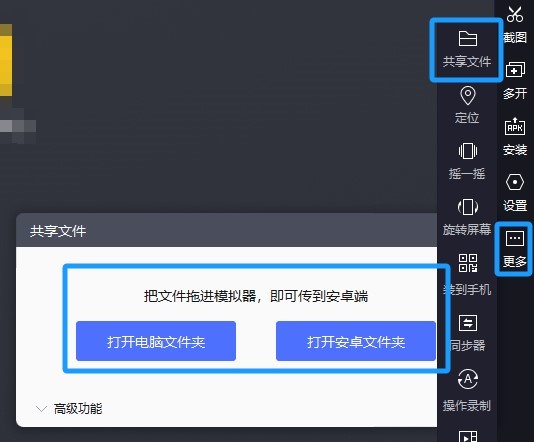 截图
共享文件
多开
定位
安装
摇一摇
设置
旋转屏幕
共享文件
更多
把文件拖进模拟器，即可传到安卓端
装到手机
打开电脑文件夹
打开安卓文件夹
同步器
高级功能
操作录制